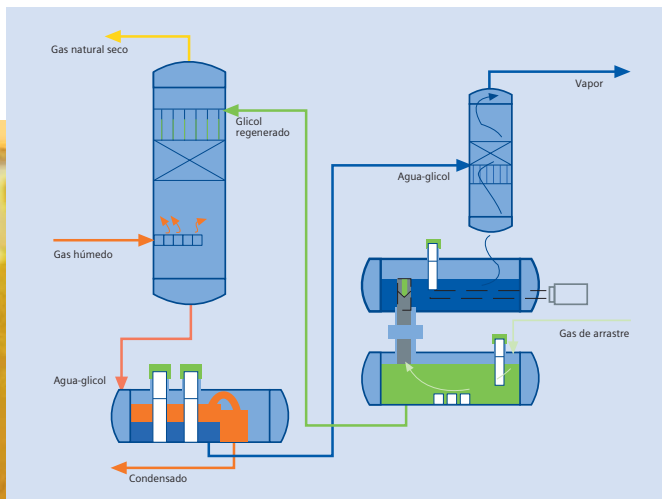 Gas natural seco
Vapor
Glicol
regenerado
Agua-glicol
Gas húmedo
Gas de arrastre
Agua-glicol
Condensado